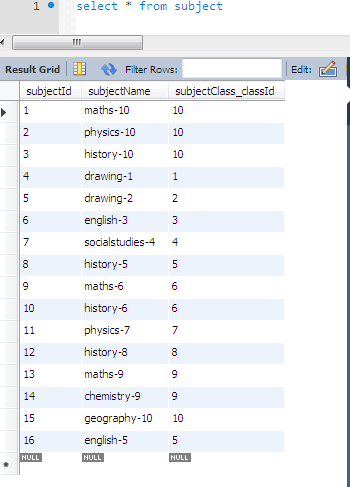 1 select * from subject
Result Grid Filter Rows: Edit:
subjectId subjectName subjectClass_classId
1 maths-10 10
2 physics-10 10
3 history-10 10
4 drawing-1 1
5 drawing-2 2
6 english-3 3
7 socialstudies-4 4
8 history-5 5
9 maths-6 6
10 history-6 6
11 physics-7 7
12 history-8 8
13 maths-9 9
14 chemistry-9 9
15 geography-10 10
16 english-5 5
* NULL NULL NULL